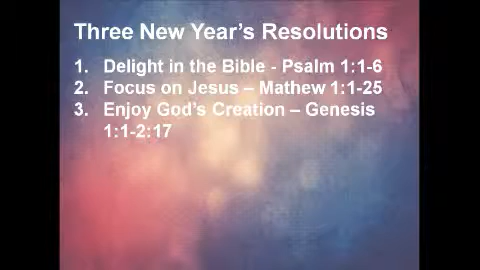 Three New Year’s Resolutions
1. Delight in the Bible - Psalm 1:1-6
2. Focus on Jesus – Mathew 1:1-25
3. Enjoy God’s Creation – Genesis
1:1-2:17